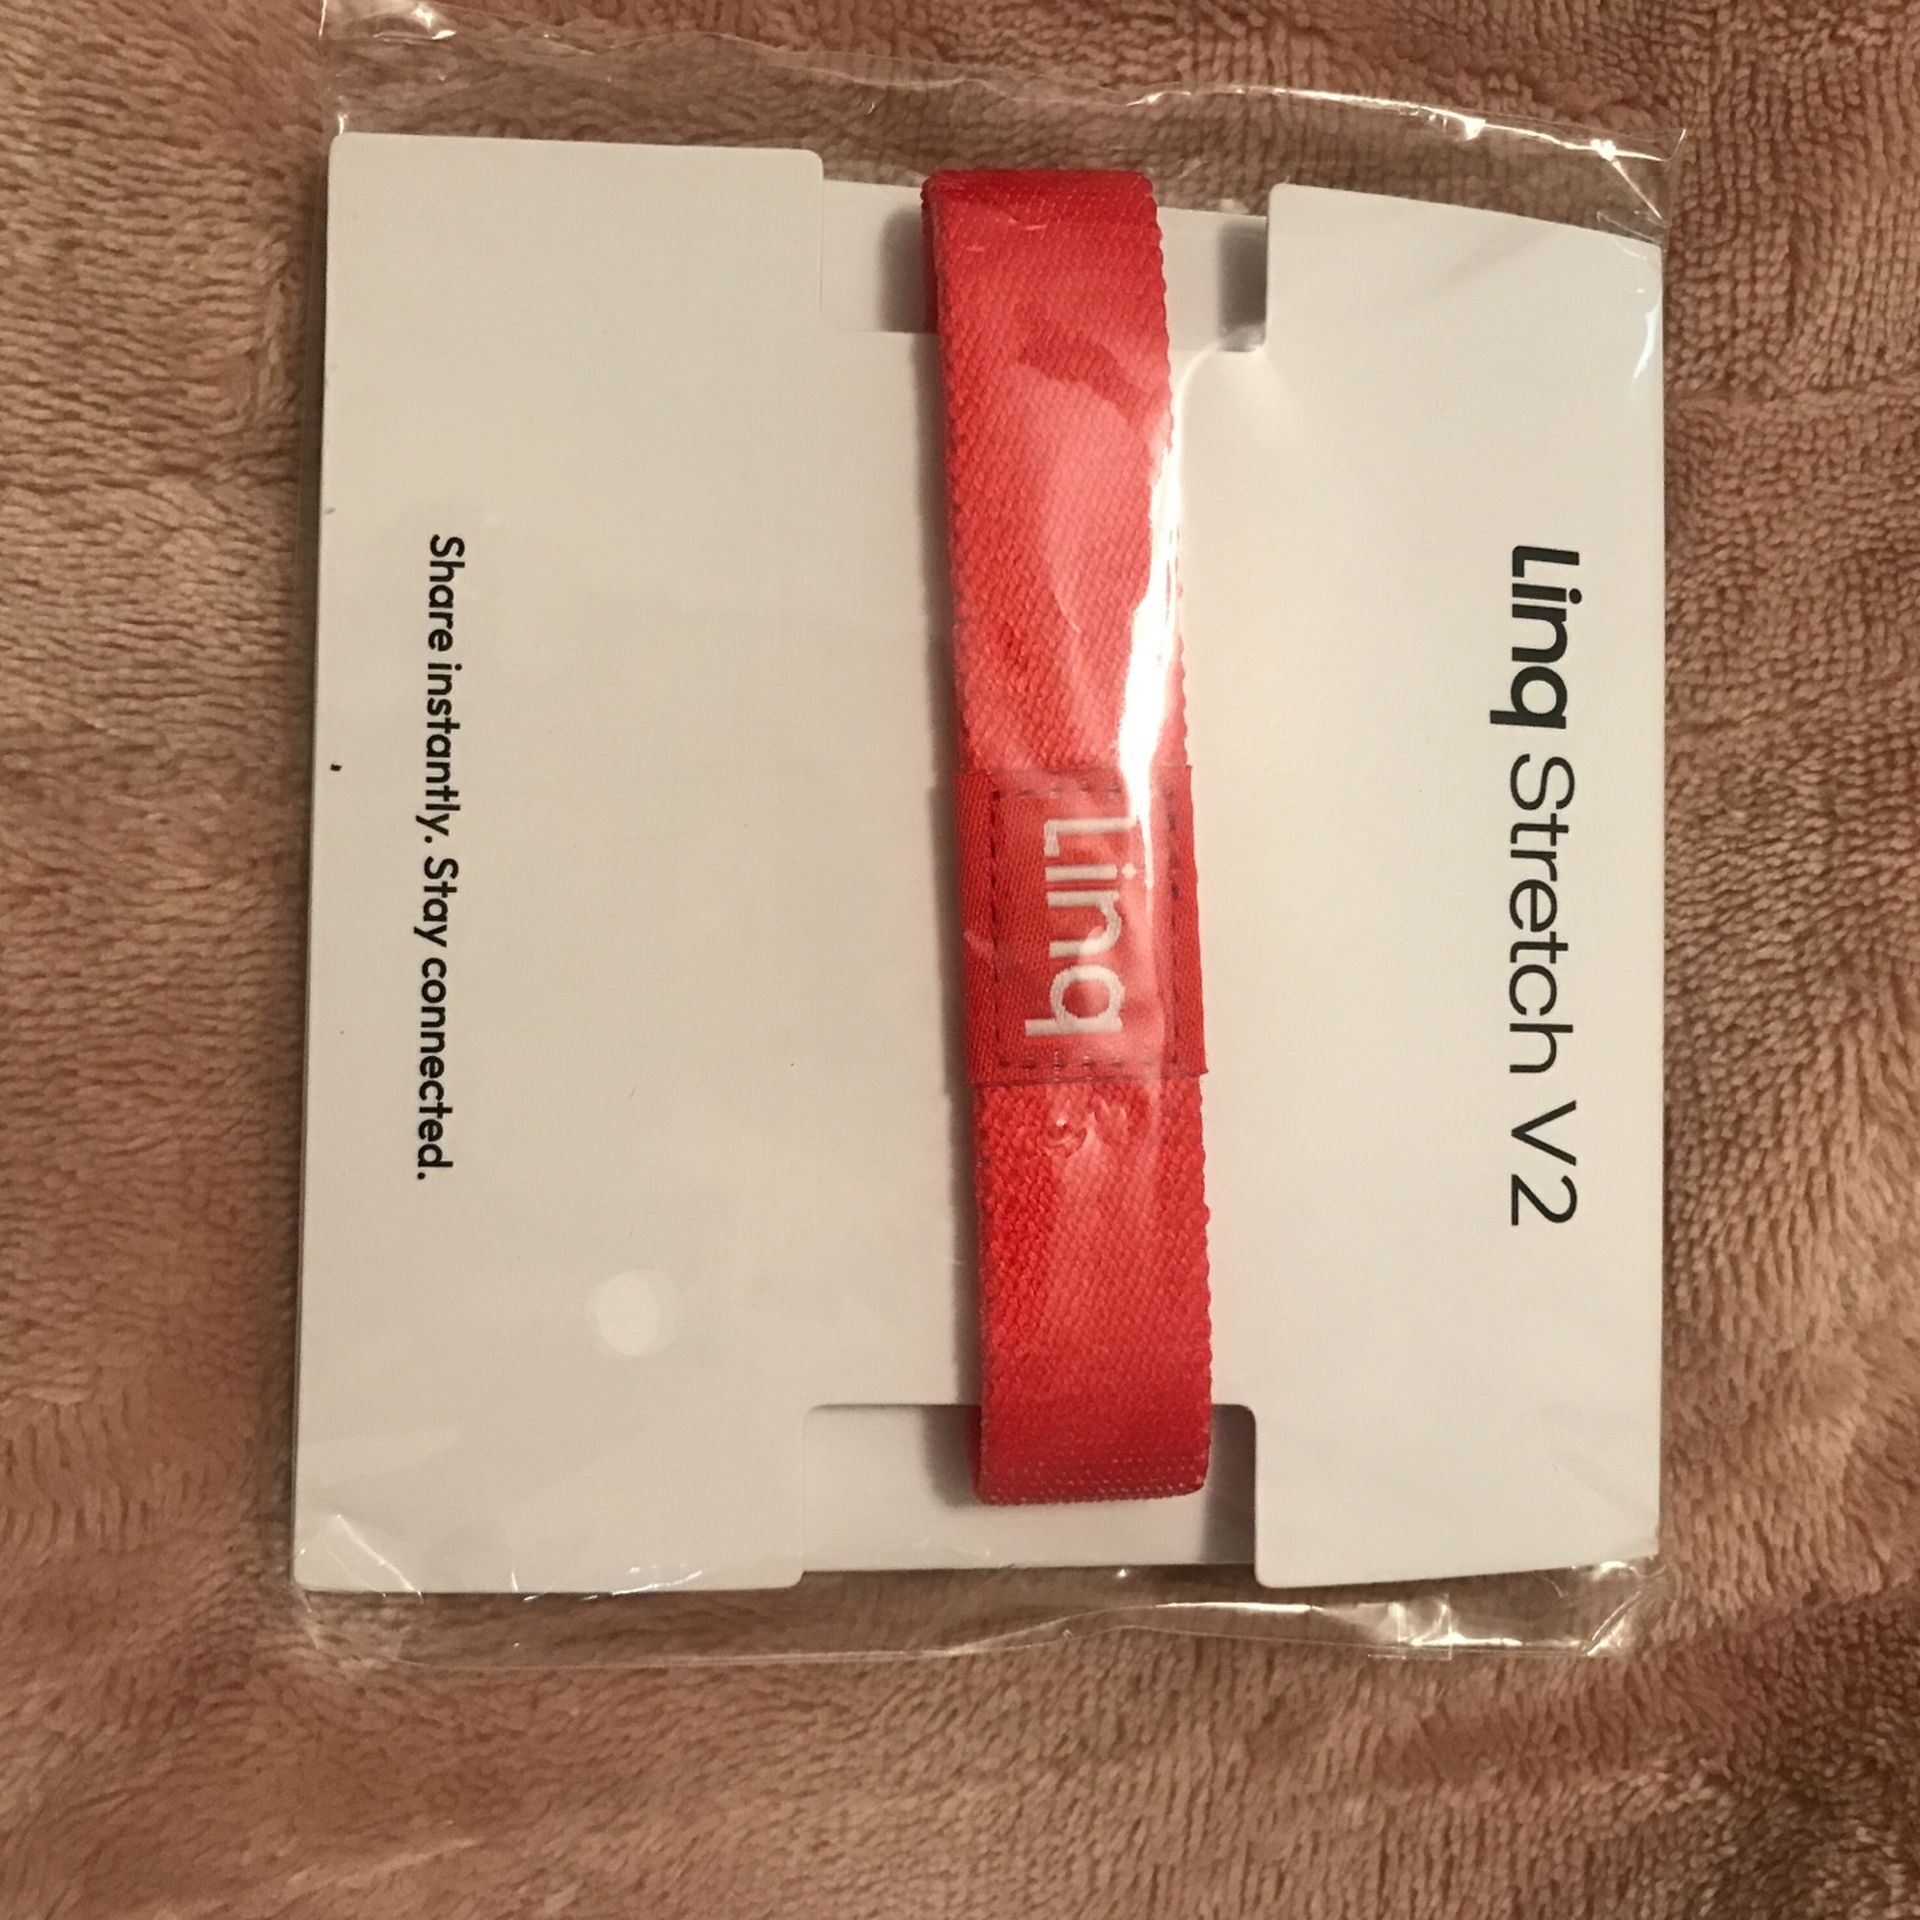 Linq Stretch V2
Linq
Share instantly. Stay connected.